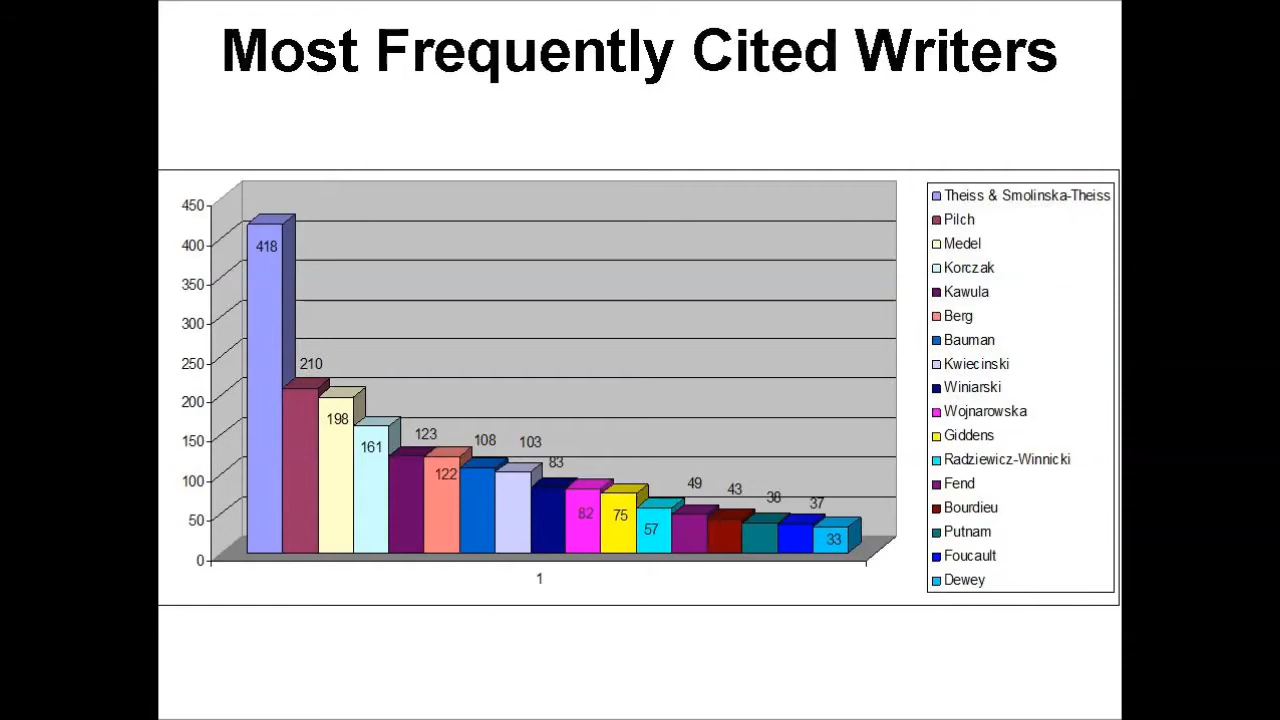 Most Frequently Cited Writers
450
400
350
300
250
200
150
100
50
0
418
210
198
161
123
122
108
103
83
82
75
57
49
43
38
37
33
1
Theiss & Smolinska-Theiss
Pilch
Medel
Korczak
Kawula
Berg
Bauman
Kwiecinski
Winiarski
Wojnarowska
Giddens
Radziewicz-Winnicki
Fend
Bourdieu
Putnam
Foucault
Dewey